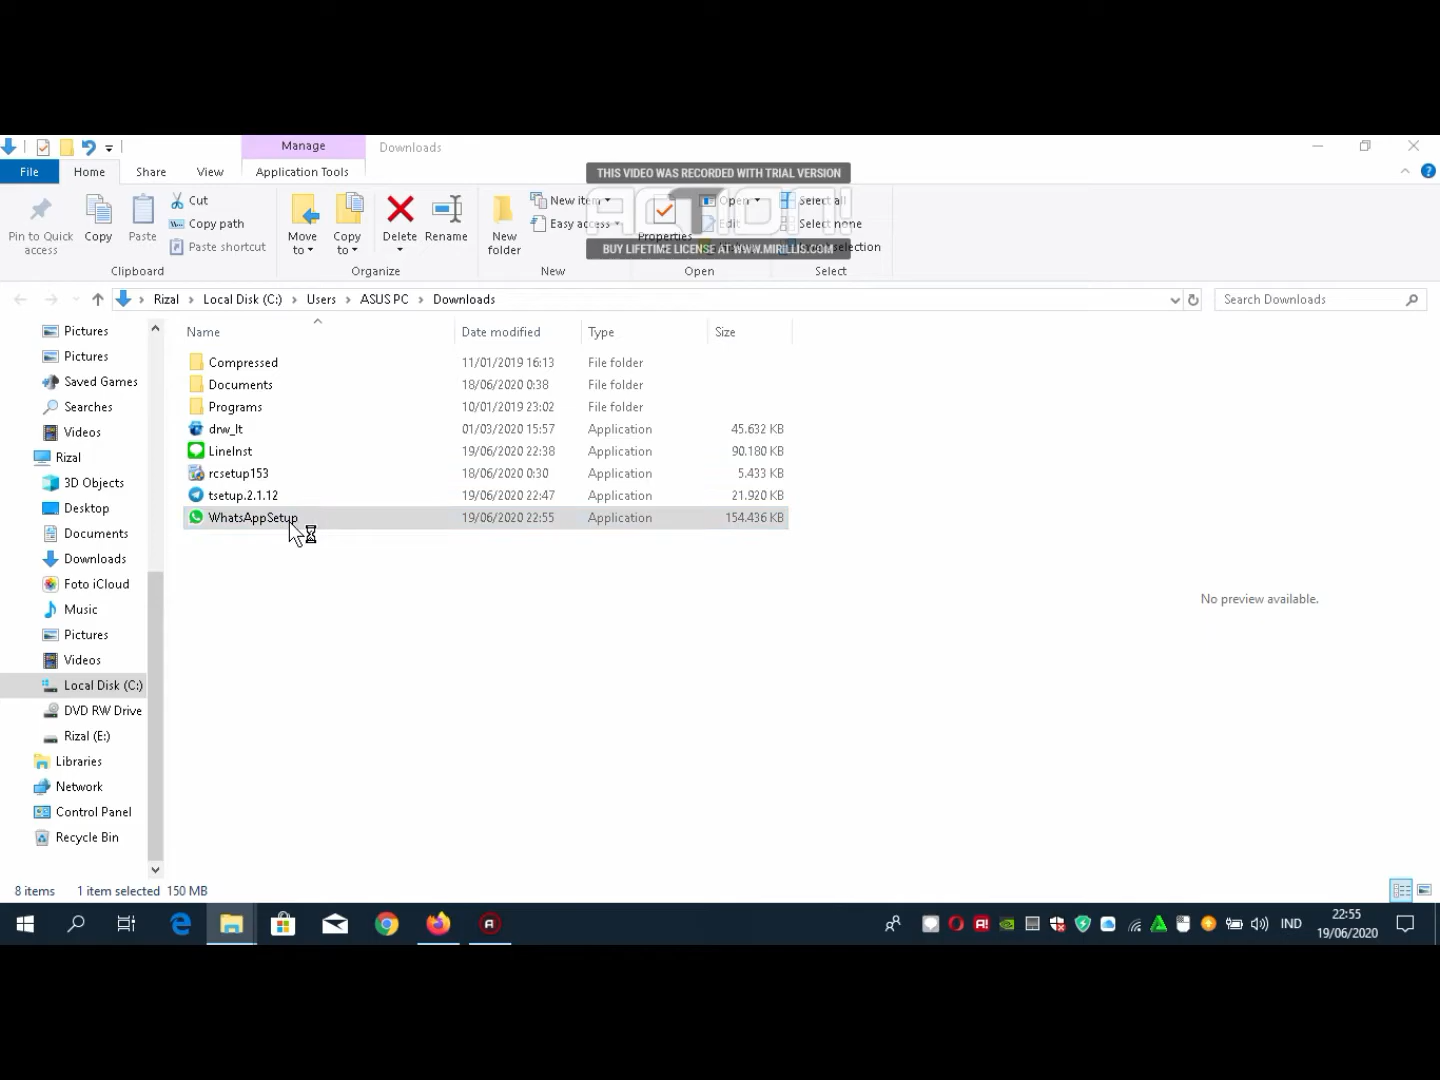 Manage
Downloads
File
Home
Share
View
Application Tools
THIS VIDEO WAS RECORDED WITH TRIAL VERSION
ACTION!
BUY LIFETIME LICENSE AT WWW.MIRILLIS.COM
Pin to Quick access
Copy
Paste
Cut
Copy path
Paste shortcut
Clipboard
Move to
Copy to
Delete
Rename
Organize
New folder
New item
Easy access
New
Properties
Open
Edit
Open
Select all
Select none
selection
Select
Rizal
Local Disk (C:)
Users
ASUS PC
Downloads
Search Downloads
Pictures
Pictures
Saved Games
Searches
Videos
Rizal
3D Objects
Desktop
Documents
Downloads
Foto iCloud
Music
Pictures
Videos
Local Disk (C:)
DVD RW Drive
Rizal (E:)
Libraries
Network
Control Panel
Recycle Bin
Name Date modified Type Size
Compressed 11/01/2019 16:13 File folder
Documents 18/06/2020 0:38 File folder
Programs 10/01/2019 23:02 File folder
drw_lt 01/03/2020 15:57 Application 45.632 KB
LineInst 19/06/2020 22:38 Application 90.180 KB
rcsetup153 18/06/2020 0:30 Application 5.433 KB
tsetup.2.1.12 19/06/2020 22:47 Application 21.920 KB
WhatsAppSetup 19/06/2020 22:55 Application 154.436 KB
No preview available.
8 items 1 item selected 150 MB
IND
22:55
19/06/2020